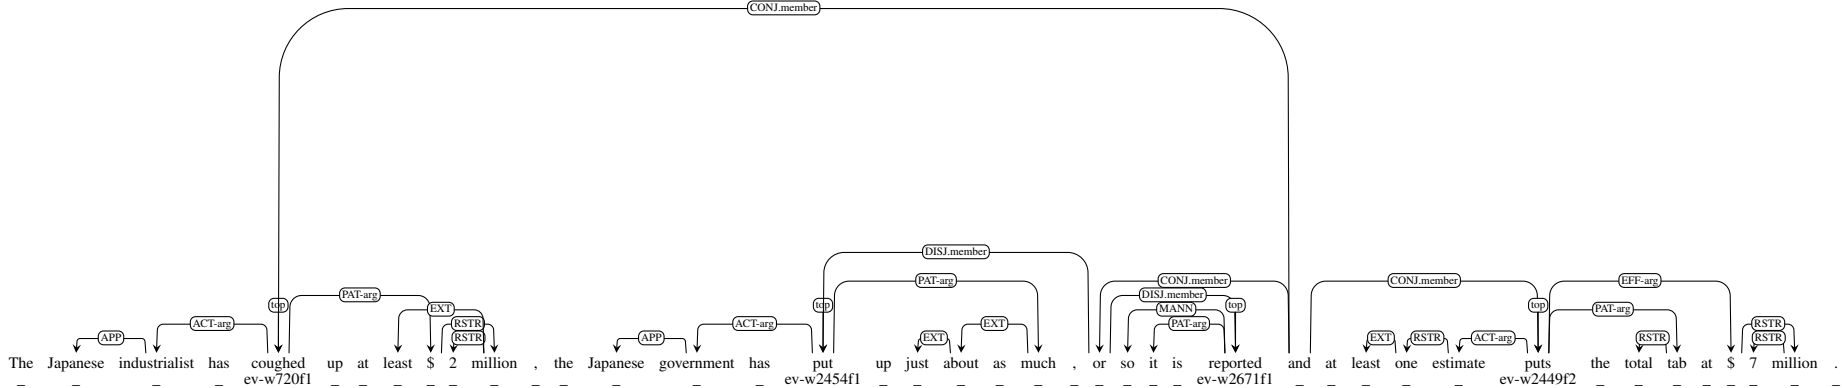 CONJ.member
DISJ.member
PAT-arg CONJ.member CONJ.member EFF-arg
PAT-arg DISJ.member
top EXT top MANN top top PAT-arg
ACT-arg RSTR ACT-arg EXT PAT-arg RSTR
APP RSTR APP EXT EXT RSTR ACT-arg RSTR RSTR
The Japanese industrialist has coughed up at least $ 2 million , the Japanese government has put up just about as much , or so it is reported and at least one estimate puts the total tab at $ 7 million .
_ _ _ _ ev-w720f1 _ _ _ _ _ _ _ _ _ _ _ ev-w2454f1 _ _ _ _ _ _ _ _ _ _ ev-w2671f1 _ _ _ _ _ ev-w2449f2 _ _ _ _ _ _ _ _